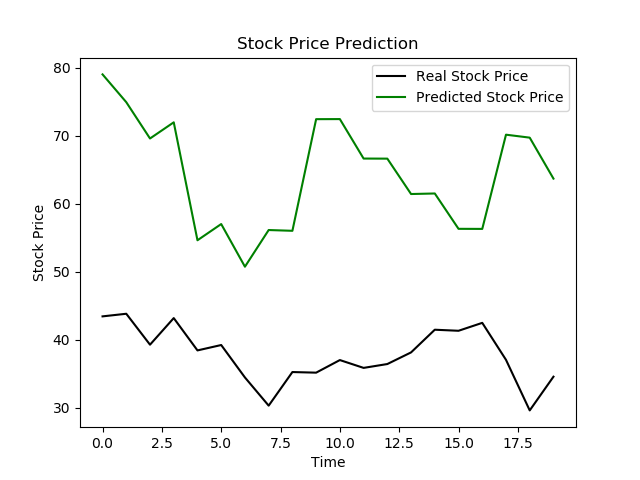 Stock Price Prediction
Real Stock Price
Predicted Stock Price
80
70
60
50
40
30
Stock Price
0.0 2.5 5.0 7.5 10.0 12.5 15.0 17.5
Time